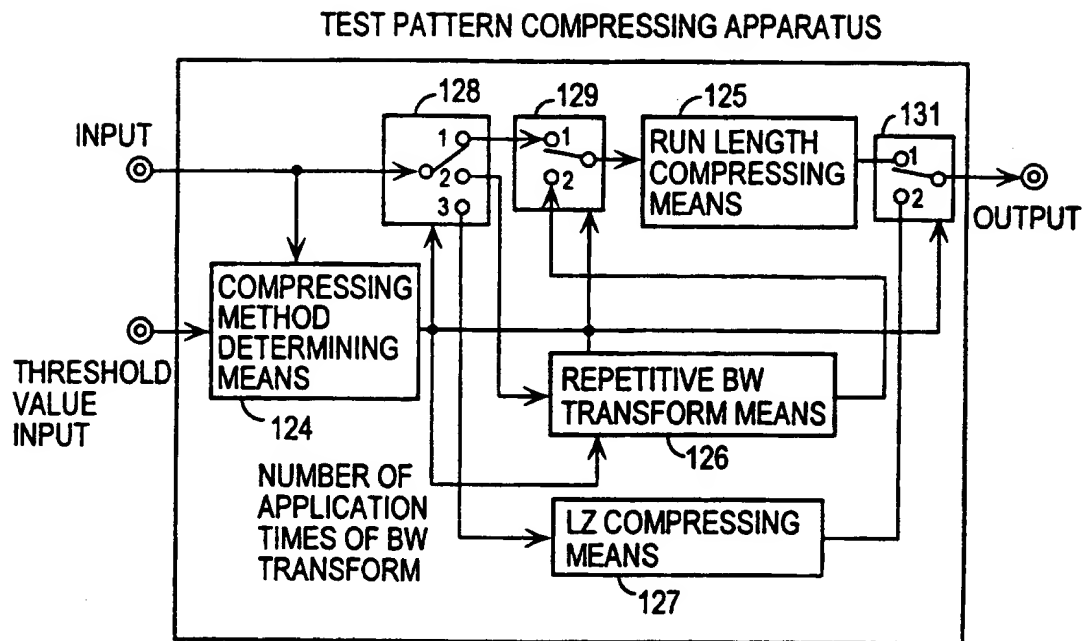 TEST PATTERN COMPRESSING APPARATUS
INPUT
128
1
2
3
129
1
2
125
RUN LENGTH
COMPRESSING
MEANS
131
1
2
OUTPUT
THRESHOLD
VALUE
INPUT
COMPRESSING
METHOD
DETERMINING
MEANS
124
REPETITIVE BW
TRANSFORM MEANS
126
NUMBER OF
APPLICATION
TIMES OF BW
TRANSFORM
LZ COMPRESSING
MEANS
127